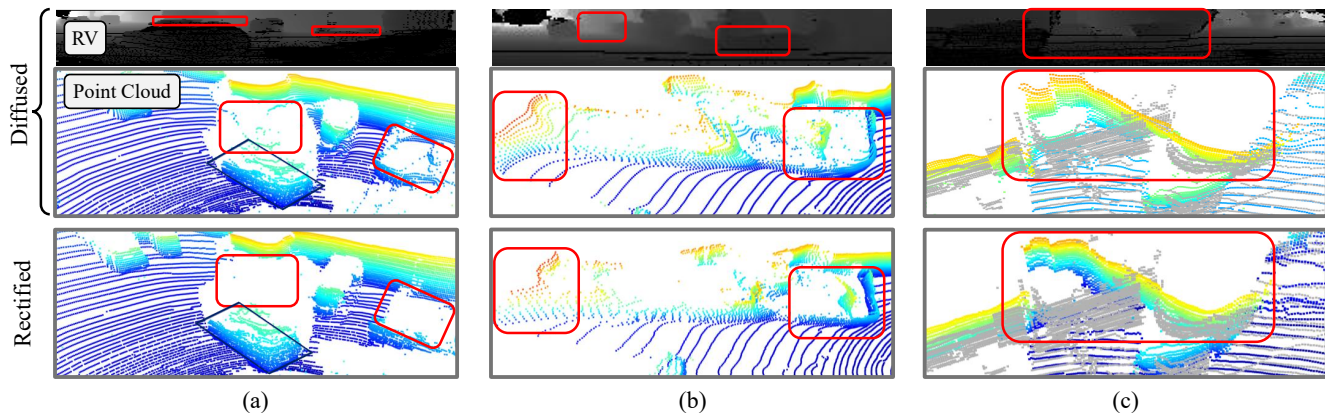 Diffused
RV
Point Cloud
Rectified
(a)
(b)
(c)